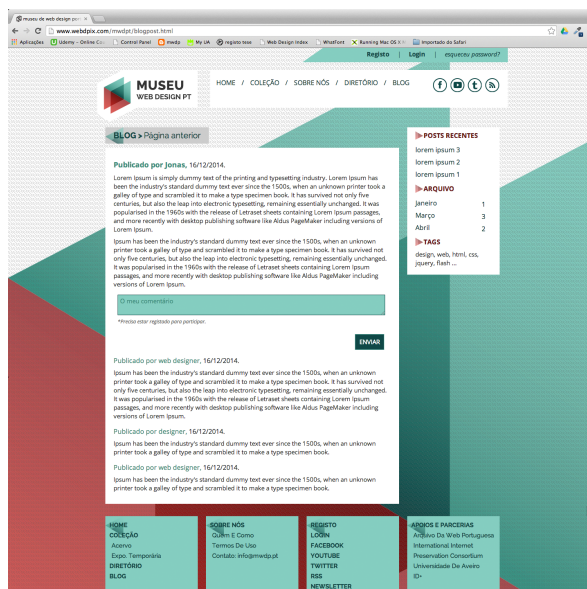 museu de web design port
www.webdpix.com/mwdpt/blogpost.html
Aplicações Udemy - Online Co Control Panel mwdp My UA registo tese Web Design Index WhatFont Running Mac OS X Importado do Safari
Registo | Login | esqueceu password?
MUSEU
WEB DESIGN PT
HOME / COLEÇÃO / SOBRE NÓS / DIRETÓRIO / BLOG
BLOG > Página anterior
Publicado por Jonas, 16/12/2014.
Lorem Ipsum is simply dummy text of the printing and typesetting industry. Lorem Ipsum has
been the industry's standard dummy text ever since the 1500s, when an unknown printer took a
galley of type and scrambled it to make a type specimen book. It has survived not only five
centuries, but also the leap into electronic typesetting, remaining essentially unchanged. It was
popularised in the 1960s with the release of Letraset sheets containing Lorem Ipsum passages,
and more recently with desktop publishing software like Aldus PageMaker including versions of
Lorem Ipsum.
Ipsum has been the industry's standard dummy text ever since the 1500s, when an unknown
printer took a galley of type and scrambled it to make a type specimen book. It has survived not
only five centuries, but also the leap into electronic typesetting, remaining essentially unchanged.
It was popularised in the 1960s with the release of Letraset sheets containing Lorem Ipsum
passages, and more recently with desktop publishing software like Aldus PageMaker including
versions of Lorem Ipsum.
O meu comentário
*Precisa estar registado para participar.
ENVIAR
Publicado por web designer, 16/12/2014.
Ipsum has been the industry's standard dummy text ever since the 1500s, when an unknown
printer took a galley of type and scrambled it to make a type specimen book. It has survived not
only five centuries, but also the leap into electronic typesetting, remaining essentially unchanged.
It was popularised in the 1960s with the release of Letraset sheets containing Lorem Ipsum
passages, and more recently with desktop publishing software like Aldus PageMaker including
versions of Lorem Ipsum.
Publicado por web designer, 16/12/2014.
Ipsum has been the industry's standard dummy text ever since the 1500s, when an unknown
printer took a galley of type and scrambled it to make a type specimen book.
Publicado por web designer, 16/12/2014.
Ipsum has been the industry's standard dummy text ever since the 1500s, when an unknown
printer took a galley of type and scrambled it to make a type specimen book.
POSTS RECENTES
lorem ipsum 3
lorem ipsum 2
lorem ipsum 1
ARQUIVO
Janeiro 1
Março 3
Abril 2
TAGS
design, web, html, css,
jquery, flash ...
HOME
COLEÇÃO
Acervo
Expo. Temporária
DIRETÓRIO
BLOG
SOBRE NÓS
Quem E Como
Termos De Uso
Contato: info@mwdp.pt
REGISTO
LOGIN
FACEBOOK
YOUTUBE
TWITTER
RSS
NEWSLETTER
APOIOS E PARCERIAS
Arquivo Da Web Portuguesa
International Internet
Preservation Consortium
Universidade De Aveiro
ID+